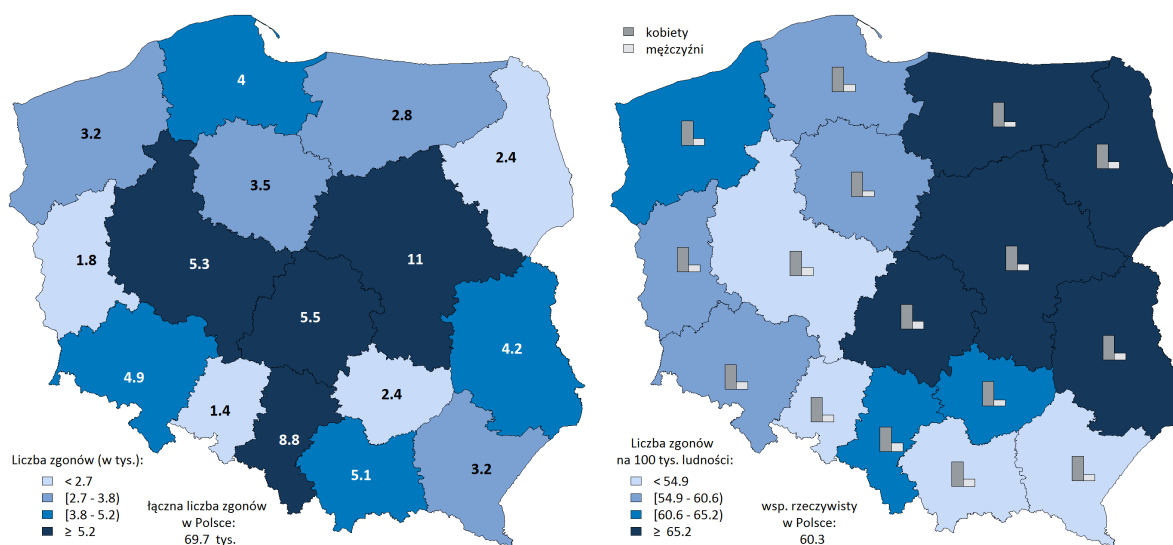 4
3.2
2.8
2.4
3.5
1.8
5.3
11
5.5
4.2
4.9
1.4
2.4
8.8
5.1
3.2
Liczba zgonów (w tys.):
< 2.7
[2.7 - 3.8)
[3.8 - 5.2)
≥ 5.2
łączna liczba zgonów
w Polsce:
69.7 tys.
kobiety
mężczyźni
Liczba zgonów
na 100 tys. ludności:
< 54.9
[54.9 - 60.6)
[60.6 - 65.2)
≥ 65.2
wsp. rzeczywisty
w Polsce:
60.3